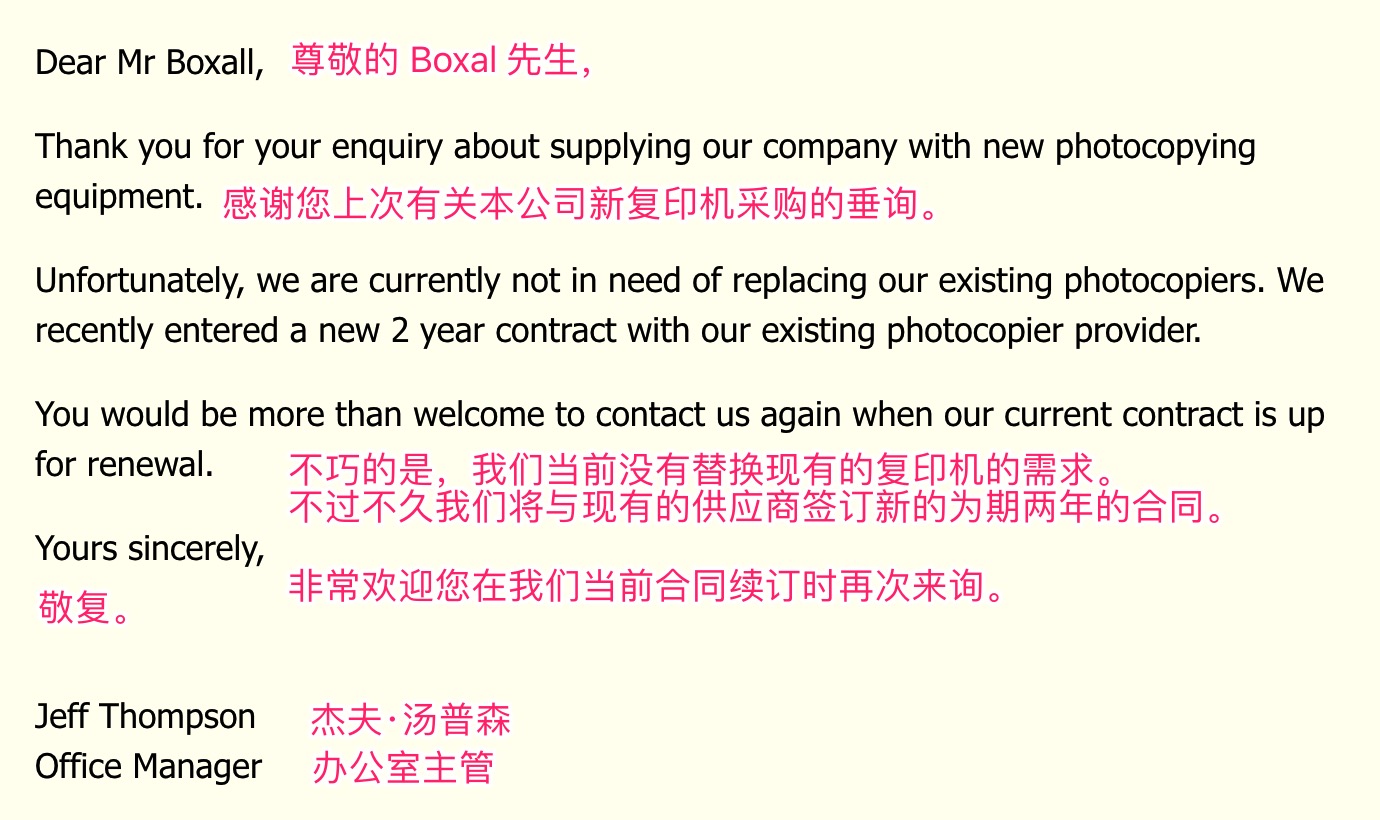 Dear Mr Boxall, 尊敬的 Boxal 先生，
Thank you for your enquiry about supplying our company with new photocopying
equipment. 感谢您上次有关本公司新复印机采购的垂询。
Unfortunately, we are currently not in need of replacing our existing photocopiers. We
recently entered a new 2 year contract with our existing photocopier provider.
You would be more than welcome to contact us again when our current contract is up
for renewal. 不巧的是，我们当前没有替换现有的复印机的需求。
不过不久我们将与现有的供应商签订新的为期两年的合同。
Yours sincerely,
非常欢迎您在我们当前合同续订时再次来询。
敬复。
Jeff Thompson 杰夫·汤普森
Office Manager 办公室主管